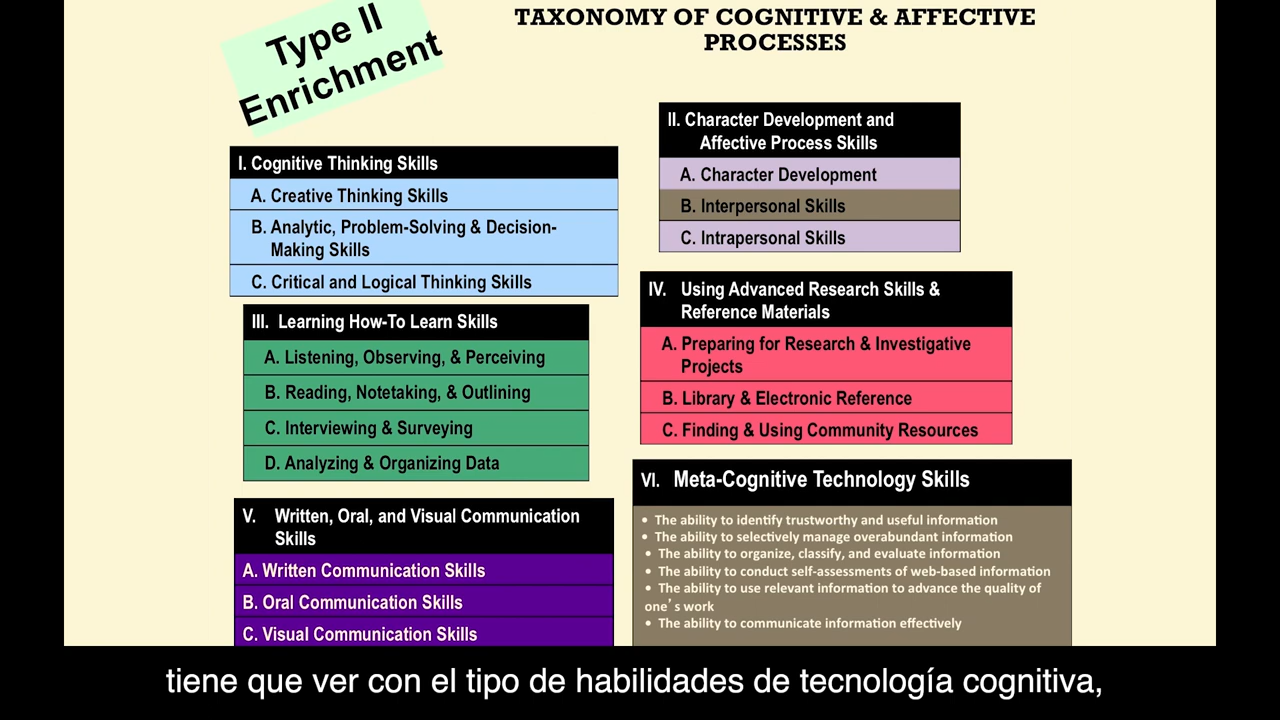 Type II
Enrichment
TAXONOMY OF COGNITIVE & AFFECTIVE
PROCESSES
I. Cognitive Thinking Skills
A. Creative Thinking Skills
B. Analytic, Problem-Solving & Decision-
Making Skills
C. Critical and Logical Thinking Skills
II. Character Development and
Affective Process Skills
A. Character Development
B. Interpersonal Skills
C. Intrapersonal Skills
III. Learning How-To Learn Skills
A. Listening, Observing, & Perceiving
B. Reading, Notetaking, & Outlining
C. Interviewing & Surveying
D. Analyzing & Organizing Data
IV. Using Advanced Research Skills &
Reference Materials
A. Preparing for Research & Investigative
Projects
B. Library & Electronic Reference
C. Finding & Using Community Resources
V. Written, Oral, and Visual Communication
Skills
A. Written Communication Skills
B. Oral Communication Skills
C. Visual Communication Skills
VI. Meta-Cognitive Technology Skills
• The ability to identify trustworthy and useful information
• The ability to selectively manage overabundant information
• The ability to organize, classify, and evaluate information
• The ability to conduct self-assessments of web-based information
• The ability to use relevant information to advance the quality of
one's work
• The ability to communicate information effectively
tiene que ver con el tipo de habilidades de tecnología cognitiva,